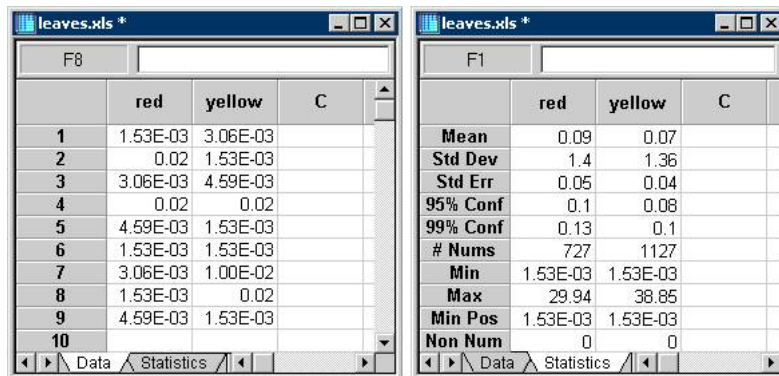 leaves.xls *
F8
red yellow C
1 1.53E-03 3.06E-03
2 0.02 1.53E-03
3 3.06E-03 4.59E-03
4 0.02 0.02
5 4.59E-03 1.53E-03
6 1.53E-03 1.53E-03
7 3.06E-03 1.00E-02
8 1.53E-03 0.02
9 4.59E-03 1.53E-03
10
Data Statistics
leaves.xls *
F1
red yellow C
Mean 0.09 0.07
Std Dev 1.4 1.36
Std Err 0.05 0.04
95% Conf 0.1 0.08
99% Conf 0.13 0.1
# Nums 727 1127
Min 1.53E-03 1.53E-03
Max 29.94 38.85
Min Pos 1.53E-03 1.53E-03
Non Num 0 0
Data Statistics